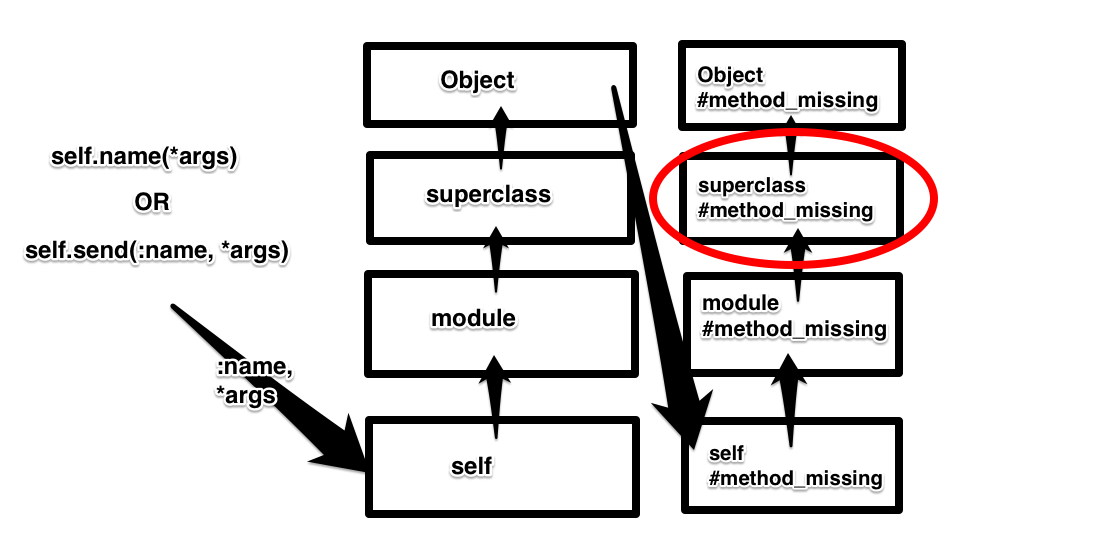 self.name(*args)
OR
self.send(:name, *args)
:name,
*args
Object
superclass
module
self
Object
#method_missing
superclass
#method_missing
module
#method_missing
self
#method_missing